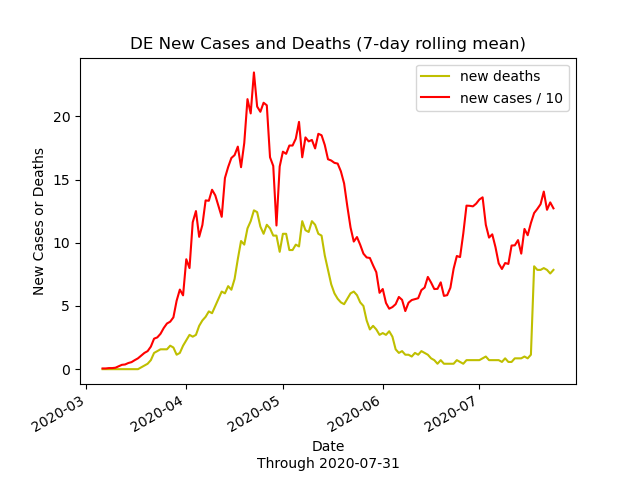 DE New Cases and Deaths (7-day rolling mean)
new deaths
new cases / 10
New Cases or Deaths
20
15
10
5
0
2020-03
2020-04
2020-05
2020-06
2020-07
Date
Through 2020-07-31